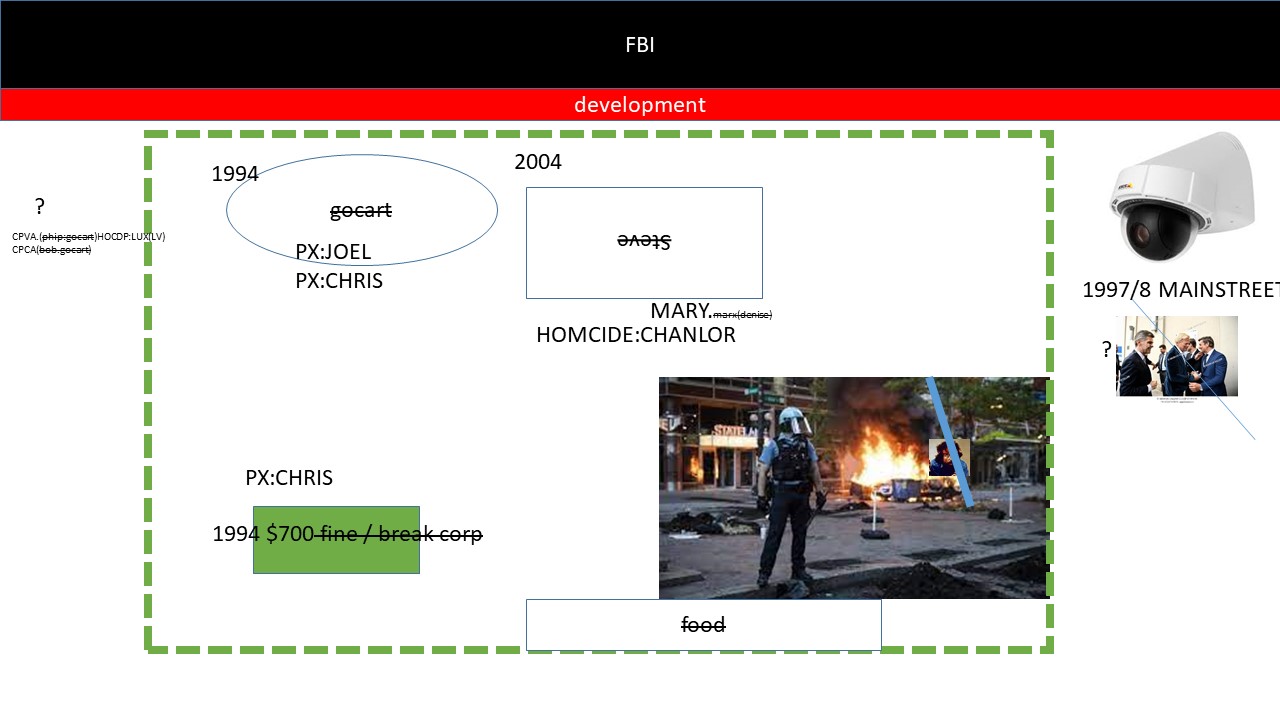 FBI
development
1994
2004
?
gocart
CPVA.(phip:gocart)HOCDP:LUX(LV)
CPCA(bob.gocart)
Steve
PX:JOEL
PX:CHRIS
1997/8 MAINSTREET
MARY.marx(denise)
HOMCIDE:CHANLOR
?
STATE LAKE
PX:CHRIS
1994 $700 fine / break corp
food